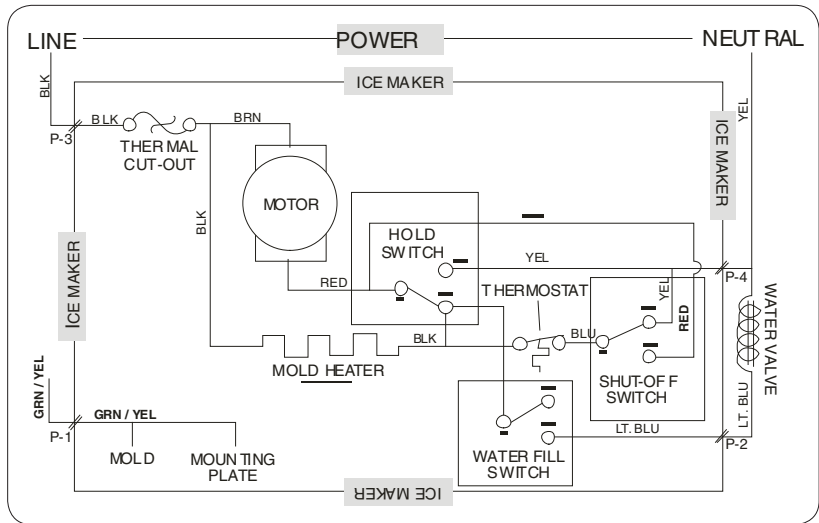 LINE
POWER
NEUTRAL
BLK
ICE MAKER
YEL
BLK
BRN
P-3
THERMAL
CUT-OUT
ICE MAKER
MOTOR
BLK
HOLD
SWITCH
YEL
P-4
RED
THERMOSTAT
YEL
RED
WATER VALVE
ICE MAKER
BLK
BLU
MOLD HEATER
SHUT-OFF
SWITCH
GRN / YEL
GRN / YEL
LT. BLU
LT. BLU
P-1
P-2
MOLD
MOUNTING
PLATE
WATER FILL
SWITCH
ICE MAKER